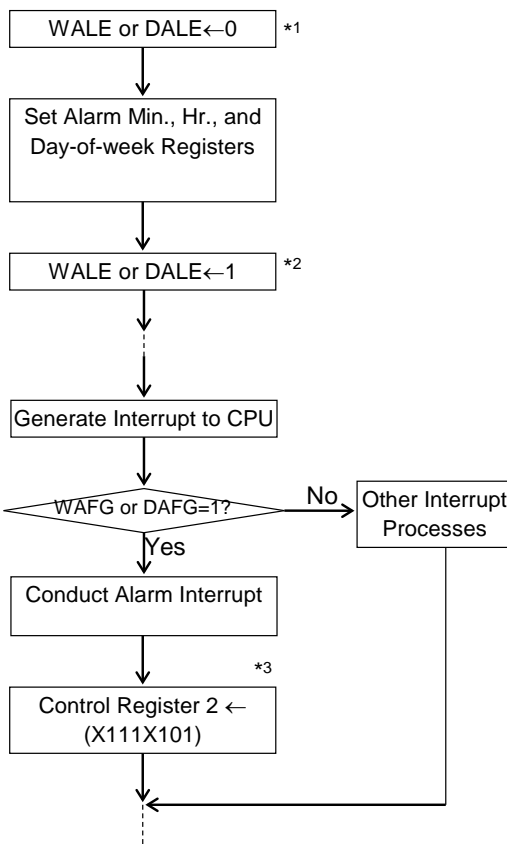 WALE or DALE←0
*1
Set Alarm Min., Hr., and
Day-of-week Registers
WALE or DALE←1
*2
Generate Interrupt to CPU
WAFG or DAFG=1?
No
Other Interrupt
Processes
Yes
Conduct Alarm Interrupt
*3
Control Register 2 ←
(X111X101)